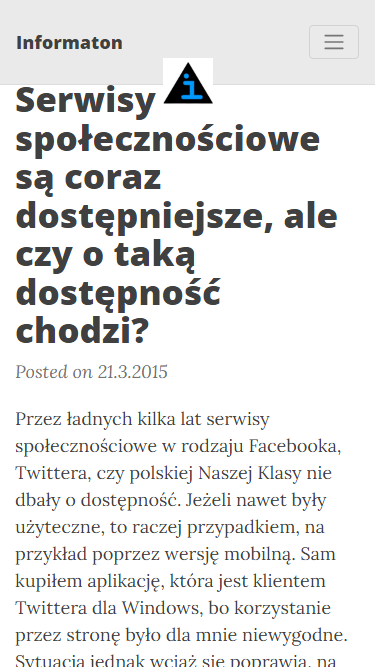 Informaton
i
Serwisy
społecznościowe
są coraz
dostępniejsze, ale
czy o taką
dostępność
chodzi?
Posted on 21.3.2015
Przez ładnych kilka lat serwisy
społecznościowe w rodzaju Facebooka,
Twittera, czy polskiej Naszej Klasy nie
dbały o dostępność. Jeżeli nawet były
użyteczne, to raczej przypadkiem, na
przykład poprzez wersję mobilną. Sam
kupiłem aplikację, która jest klientem
Twittera dla Windows, bo korzystanie
przez stronę było dla mnie niewygodne.
Sytuacja jednak wciąż się poprawia, na